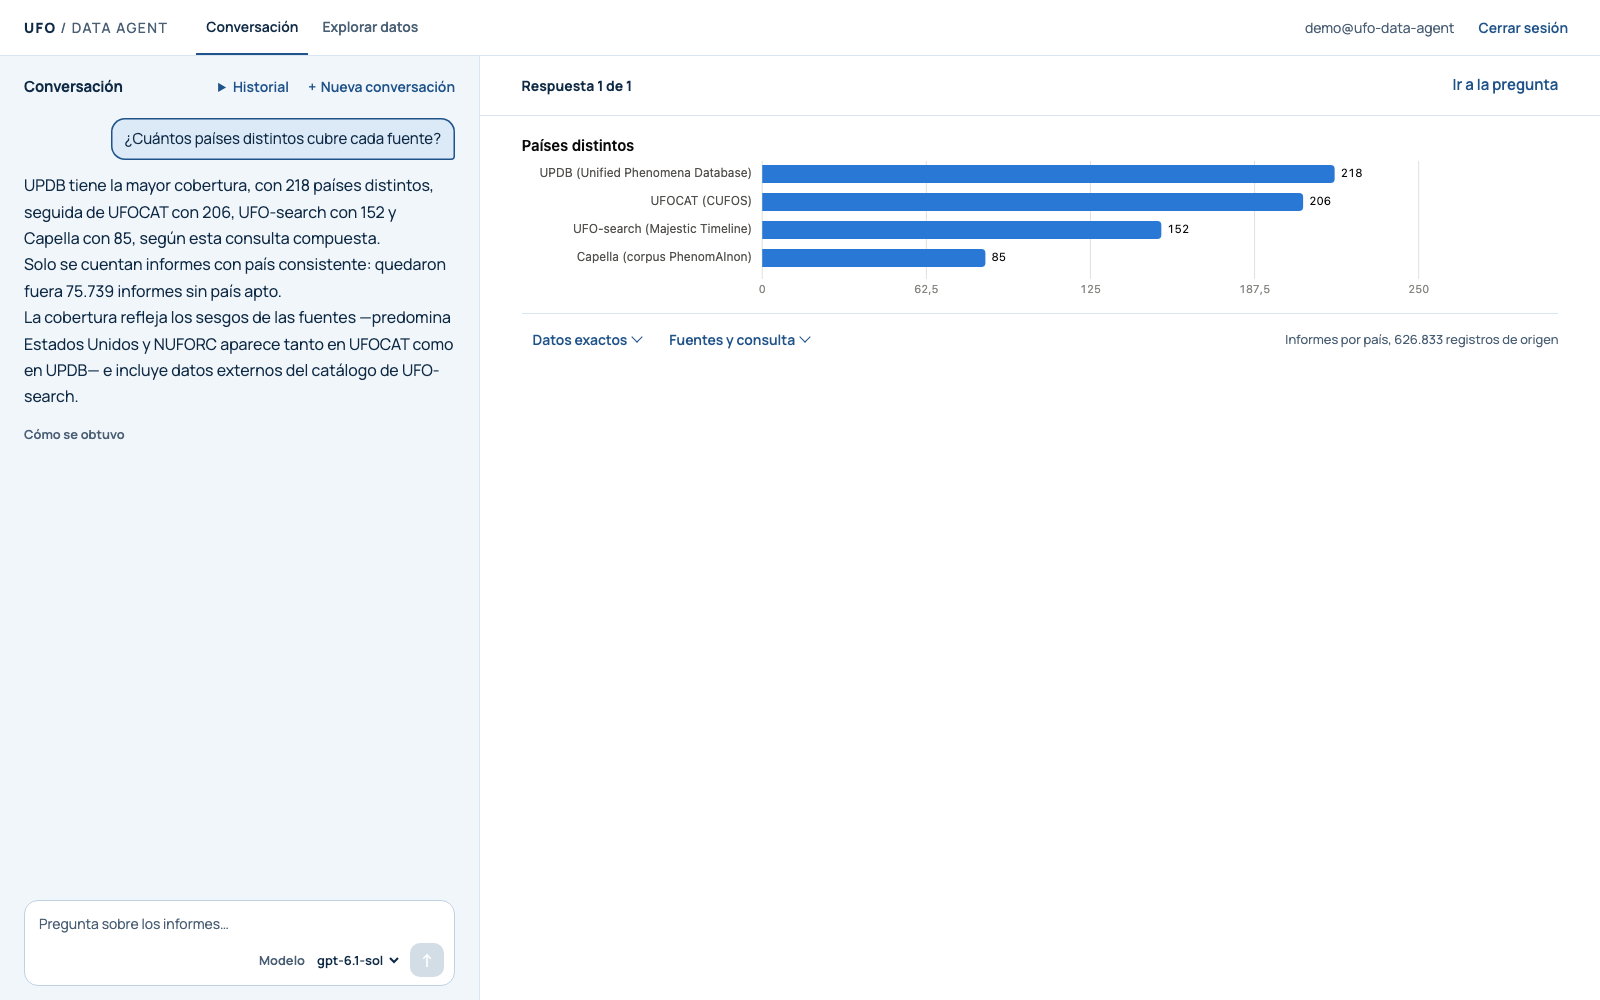 UFO / DATA AGENT
Conversación
Explorar datos
demo@ufo-data-agent
Cerrar sesión
Conversación
Historial
+ Nueva conversación
¿Cuántos países distintos cubre cada fuente?
UPDB tiene la mayor cobertura, con 218 países distintos,
seguida de UFOCAT con 206, UFO-search con 152 y
Capella con 85, según esta consulta compuesta.
Solo se cuentan informes con país consistente: quedaron
fuera 75.739 informes sin país apto.
La cobertura refleja los sesgos de las fuentes —predomina
Estados Unidos y NUFORC aparece tanto en UFOCAT como
en UPDB— e incluye datos externos del catálogo de UFO-
search.
Cómo se obtuvo
Pregunta sobre los informes…
Modelo gpt-6.1-sol
Respuesta 1 de 1
Ir a la pregunta
Países distintos
UPDB (Unified Phenomena Database) 218
UFOCAT (CUFOS) 206
UFO-search (Majestic Timeline) 152
Capella (corpus PhenomAInon) 85
0 62,5 125 187,5 250
Datos exactos
Fuentes y consulta
Informes por país, 626.833 registros de origen